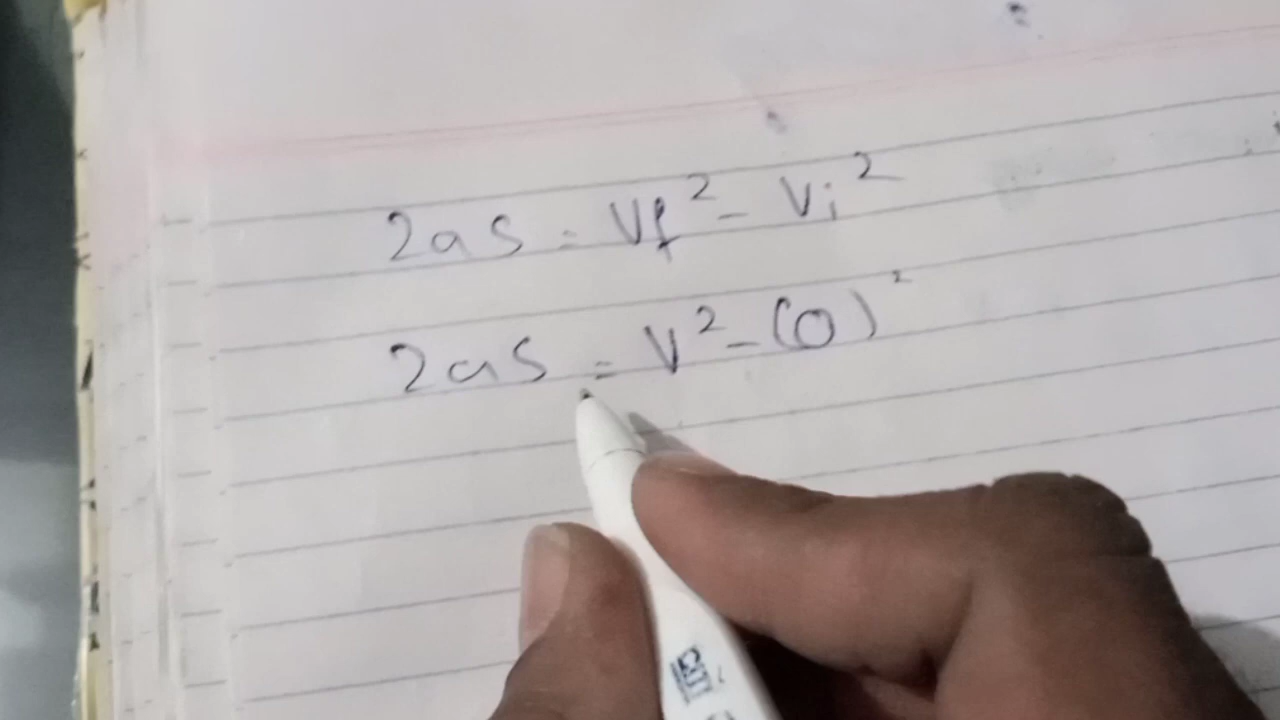 2as = Vf² - Vi²
2as = V² - (0)²